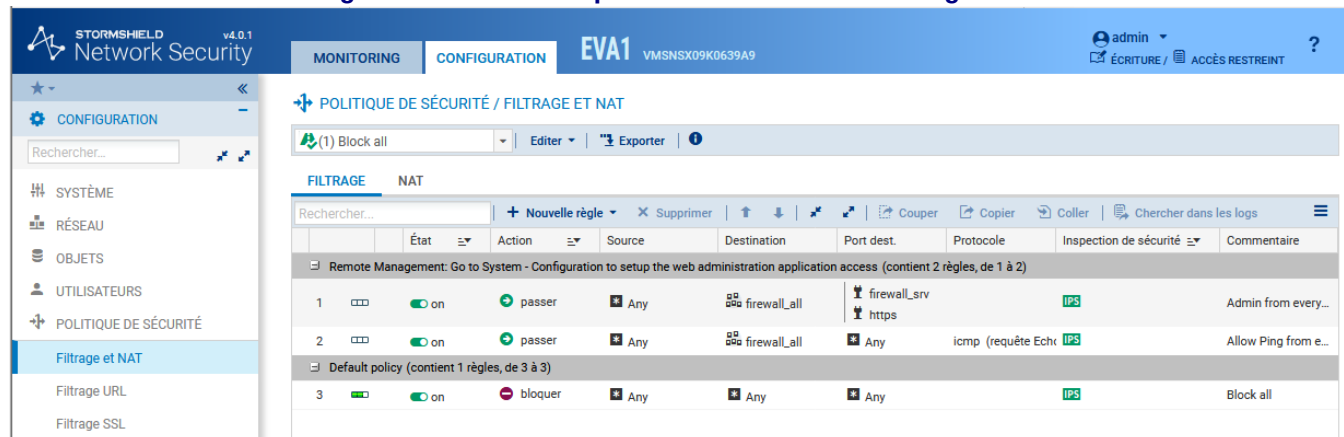 STORMSHIELD v4.0.1
Network Security
MONITORING CONFIGURATION EVA1 VMSNSX09K0639A9
admin
ÉCRITURE / ACCÈS RESTREINT
?
«
CONFIGURATION
Rechercher...
SYSTÈME
RÉSEAU
OBJETS
UTILISATEURS
POLITIQUE DE SÉCURITÉ
Filtrage et NAT
Filtrage URL
Filtrage SSL
POLITIQUE DE SÉCURITÉ / FILTRAGE ET NAT
(1) Block all Editer Exporter
FILTRAGE NAT
Rechercher... + Nouvelle règle Supprimer Couper Copier Coller Chercher dans les logs
État Action Source Destination Port dest. Protocole Inspection de sécurité Commentaire
Remote Management: Go to System - Configuration to setup the web administration application access (contient 2 règles, de 1 à 2)
1 on passer Any firewall_all firewall_srv https IPS Admin from every...
2 on passer Any firewall_all Any icmp (requête Echo IPS Allow Ping from e...
Default policy (contient 1 règles, de 3 à 3)
3 on bloquer Any Any Any IPS Block all